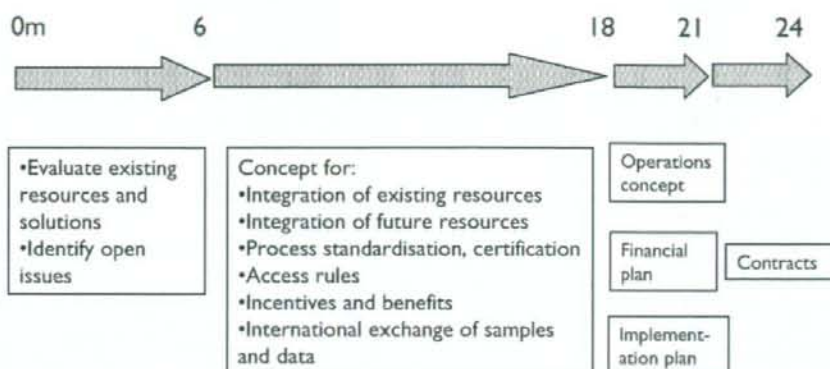 0m 6 18 21 24
•Evaluate existing
resources and
solutions
•Identify open
issues
Concept for:
•Integration of existing resources
•Integration of future resources
•Process standardisation, certification
•Access rules
•Incentives and benefits
•International exchange of samples
and data
Operations
concept
Financial
plan
Implement-
ation plan
Contracts